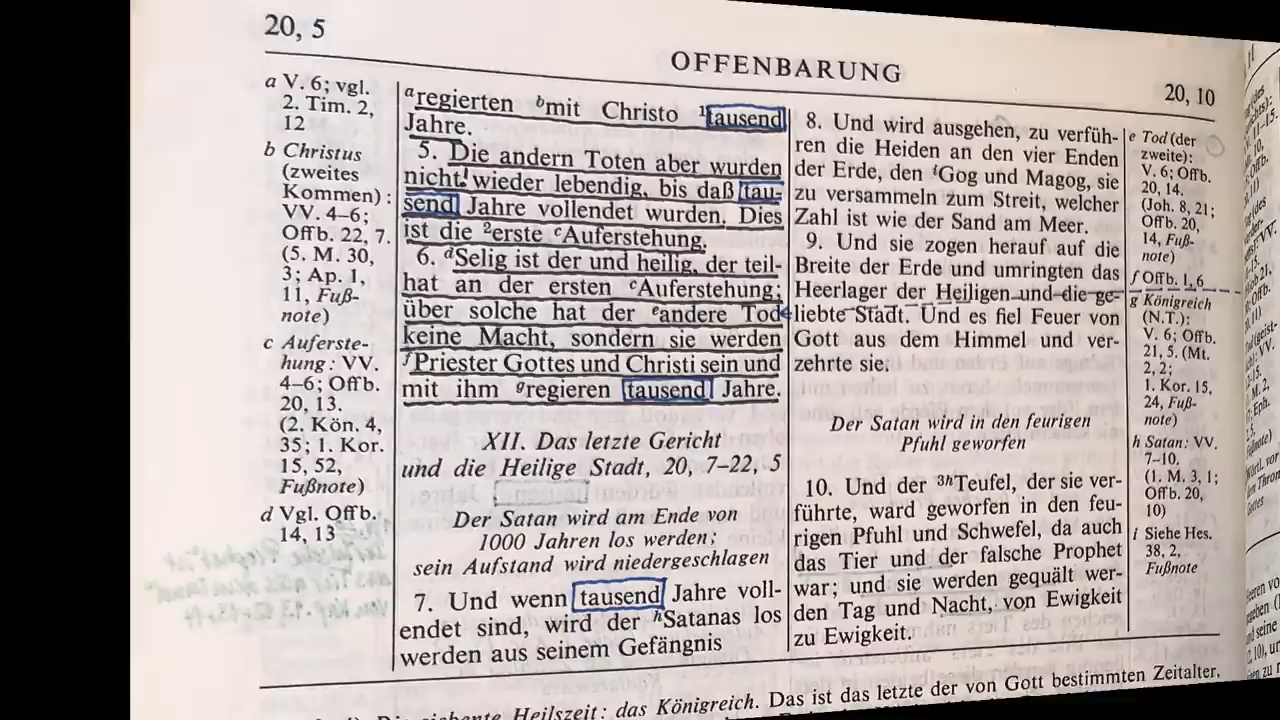 20, 5
OFFENBARUNG
20, 10
a V. 6; vgl.
2. Tim. 2,
12
b Christus
(zweites
Kommen):
VV. 4–6;
Offb. 22, 7.
(5. M. 30,
3; Ap. 1,
11, Fuß-
note)
c Auferste-
hung: VV.
4–6; Offb.
20, 13.
(2. Kön. 4,
35; 1. Kor.
15, 52,
Fußnote)
d Vgl. Offb.
14, 13
aregierten bmit Christo 1tausend
Jahre.
5. Die andern Toten aber wurden
nicht wieder lebendig, bis daß tau-
send Jahre vollendet wurden. Dies
ist die 2erste cAuferstehung.
6. dSelig ist der und heilig, der teil-
hat an der ersten cAuferstehung;
über solche hat der eandere Tod
keine Macht, sondern sie werden
fPriester Gottes und Christi sein und
mit ihm gregieren tausend Jahre.
XII. Das letzte Gericht
und die Heilige Stadt, 20, 7–22, 5
Der Satan wird am Ende von
1000 Jahren los werden;
sein Aufstand wird niedergeschlagen
7. Und wenn tausend Jahre voll-
endet sind, wird der hSatanas los
werden aus seinem Gefängnis
8. Und wird ausgehen, zu verfüh-
ren die Heiden an den vier Enden
der Erde, den iGog und Magog, sie
zu versammeln zum Streit, welcher
Zahl ist wie der Sand am Meer.
9. Und sie zogen herauf auf die
Breite der Erde und umringten das
Heerlager der Heiligen und die ge-
liebte Stadt. Und es fiel Feuer von
Gott aus dem Himmel und ver-
zehrte sie.
Der Satan wird in den feurigen
Pfuhl geworfen
10. Und der 3hTeufel, der sie ver-
führte, ward geworfen in den feu-
rigen Pfuhl und Schwefel, da auch
das Tier und der falsche Prophet
war; und sie werden gequält wer-
den Tag und Nacht, von Ewigkeit
zu Ewigkeit.
e Tod (der
zweite):
V. 6; Offb.
20, 14.
(Joh. 8, 21;
Offb. 20,
14, Fuß-
note)
f Offb. 1, 6
g Königreich
(N.T.):
V. 6; Offb.
21, 5. (Mt.
2, 2;
1. Kor. 15,
24, Fuß-
note)
h Satan: VV.
7–10.
(1. M. 3, 1;
Offb. 20,
10)
i Siehe Hes.
38, 2,
Fußnote
Heilszeit: das Königreich. Das ist das letzte der von Gott bestimmten Zeitalter.